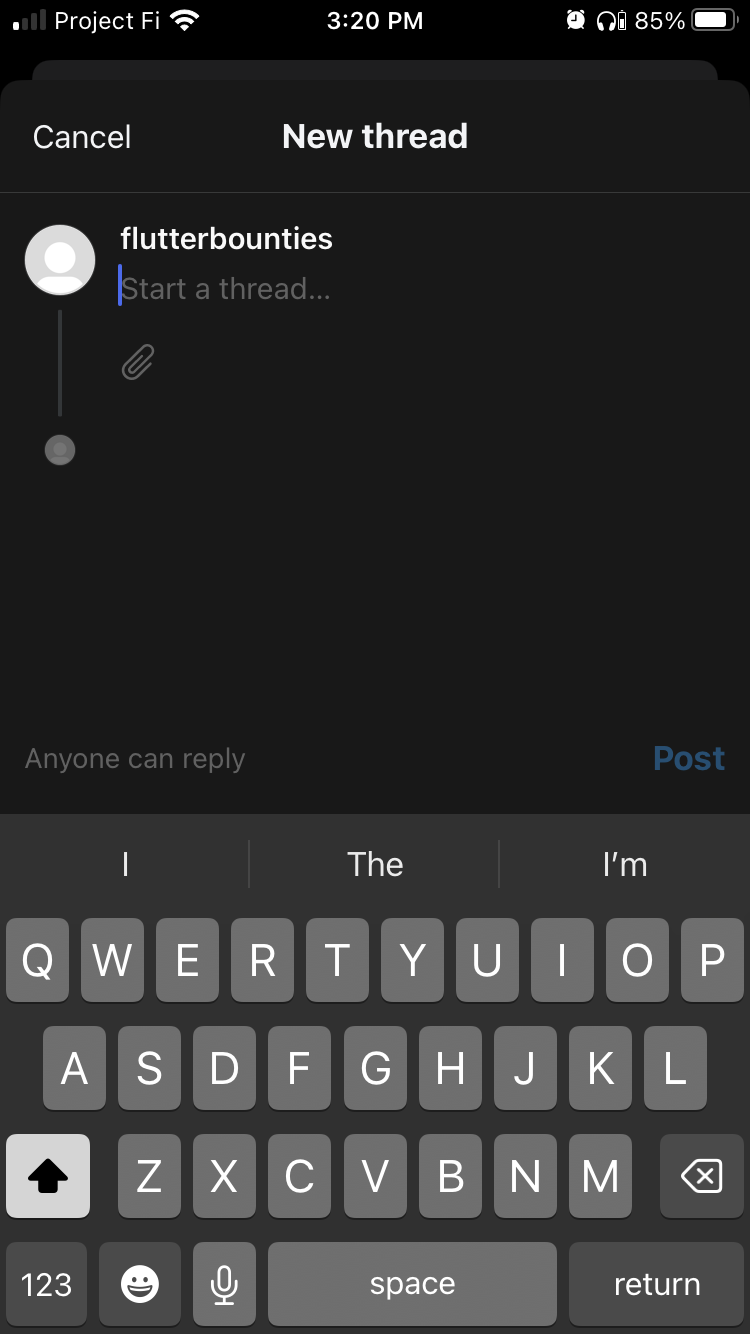 Project Fi 3:20 PM 85%
Cancel New thread
flutterbounties
Start a thread...
Anyone can reply Post
I The I'm
Q W E R T Y U I O P
A S D F G H J K L
Z X C V B N M
123 space return